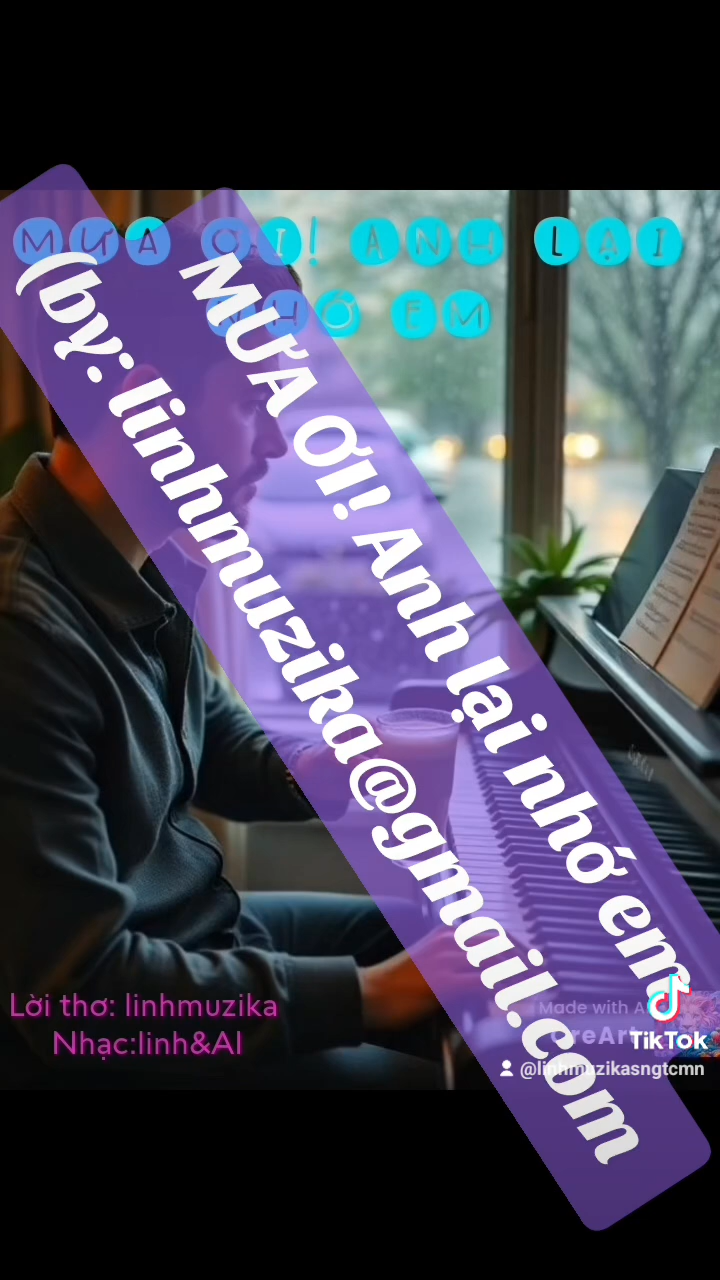 MƯA ƠI! ANH LẠI
NHỚ EM
MƯA ƠI! Anh lại nhớ em
(by: linhmuzika@gmail.com
Lời thơ: linhmuzika
Nhạc:linh&AI
Made with A
TikTok
@linhmuzikasngtcmn